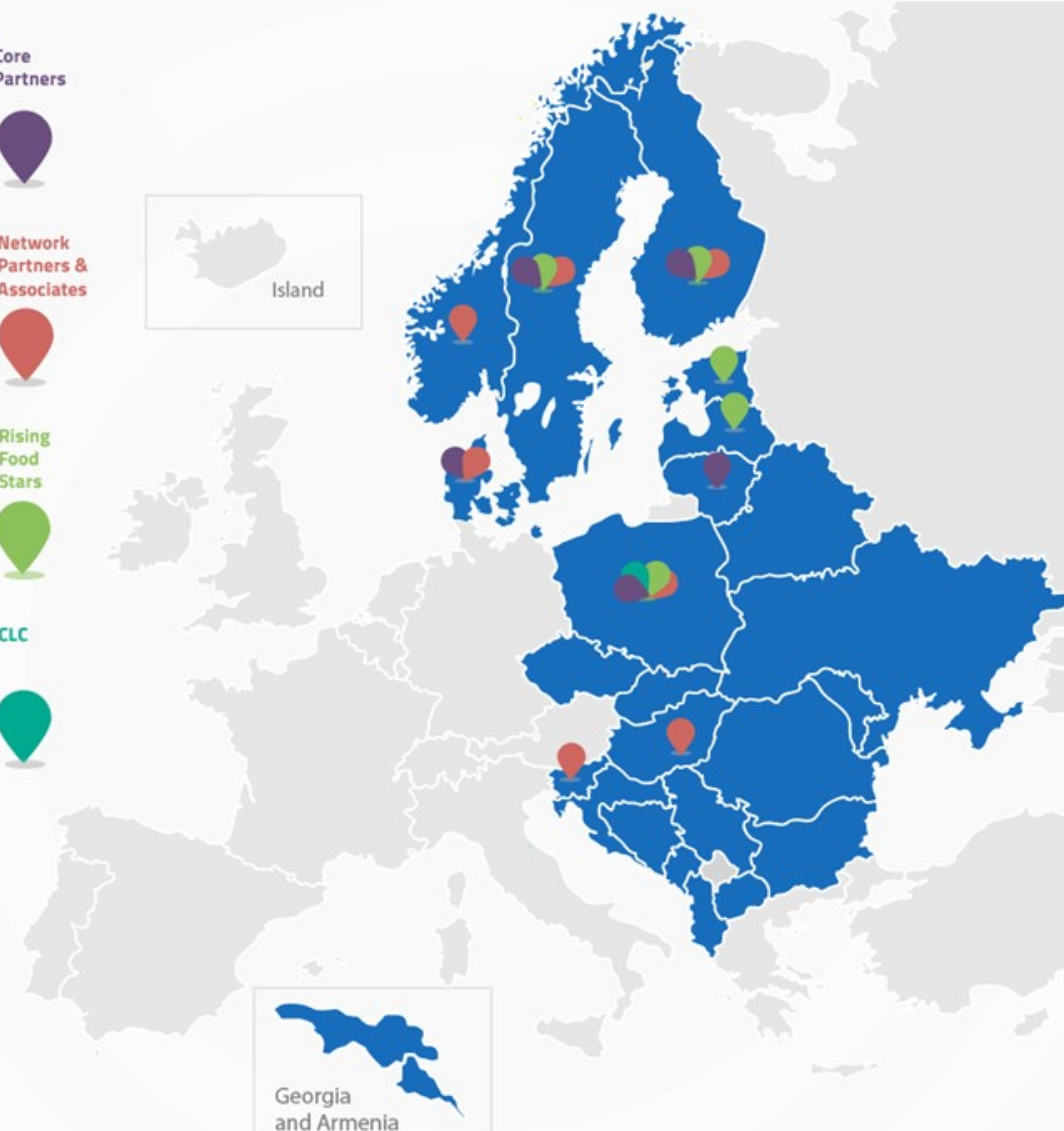 Core
Partners
Network
Partners &
Associates
Rising
Food
Stars
CLC
Island
Georgia
and Armenia